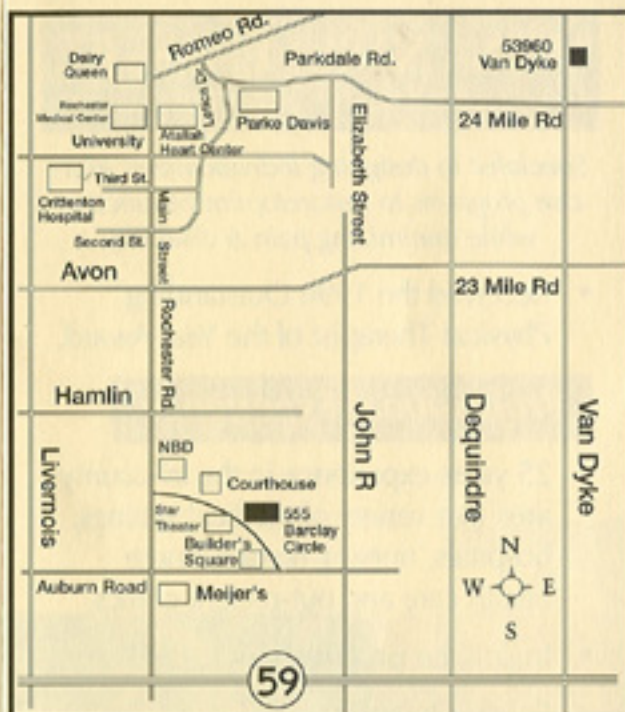 Romeo Rd.
Dairy
Queen
Parkdale Rd.
53960
Van Dyke
Rochester
Medical Center
University
Atallah
Heart Center
Parke Davis
Elizabeth Street
24 Mile Rd
Third St.
Crittenton
Hospital
Main
Second St.
Street
Avon
23 Mile Rd
Rochester Rd.
Hamlin
John R
Dequindre
Van Dyke
Livernois
NBD
Courthouse
Star
Theater
555
Barclay
Circle
Builder's
Square
Auburn Road
Meijer's
N
W
E
S
59